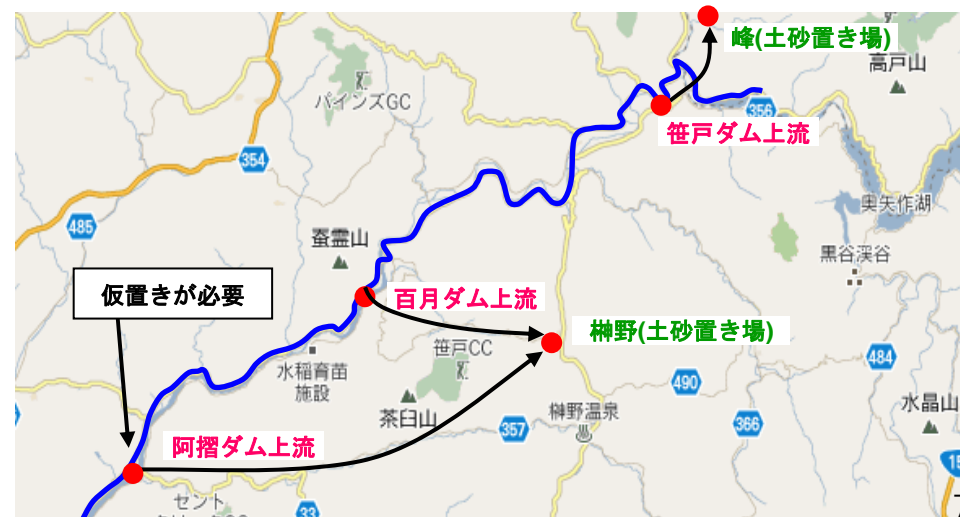 峰(土砂置き場)
高戸山
パインズGC
356
笹戸ダム上流
354
奥矢作湖
485
蚕霊山
黒谷渓谷
仮置きが必要
百月ダム上流
榊野(土砂置き場)
笹戸CC
484
水稲育苗
施設
490
水晶山
茶臼山
榊野温泉
357
366
阿摺ダム上流
セント
33